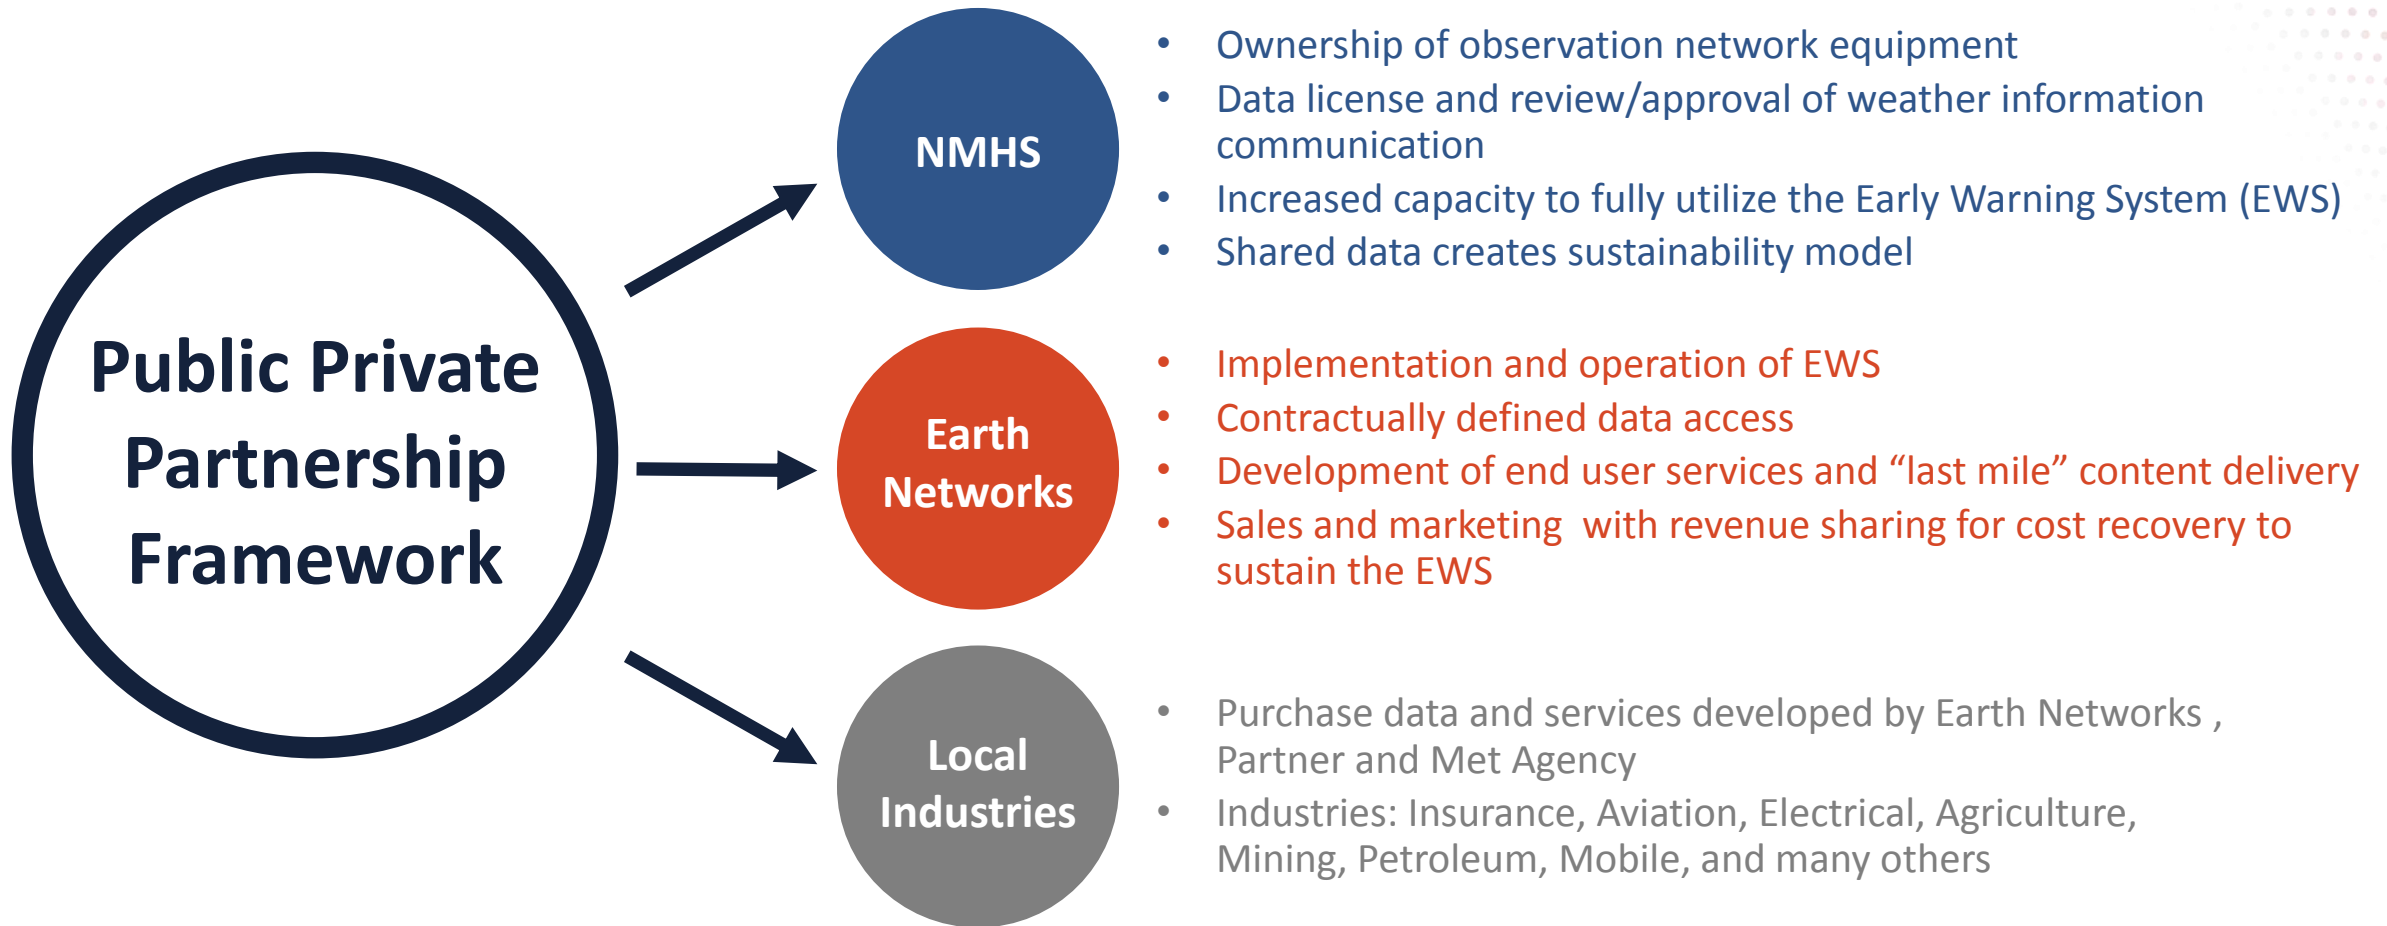 Public Private
Partnership
Framework
NMHS
• Ownership of observation network equipment
• Data license and review/approval of weather information
communication
• Increased capacity to fully utilize the Early Warning System (EWS)
• Shared data creates sustainability model
Earth
Networks
• Implementation and operation of EWS
• Contractually defined data access
• Development of end user services and “last mile” content delivery
• Sales and marketing  with revenue sharing for cost recovery to
sustain the EWS
Local
Industries
• Purchase data and services developed by Earth Networks ,
Partner and Met Agency
• Industries: Insurance, Aviation, Electrical, Agriculture,
Mining, Petroleum, Mobile, and many others